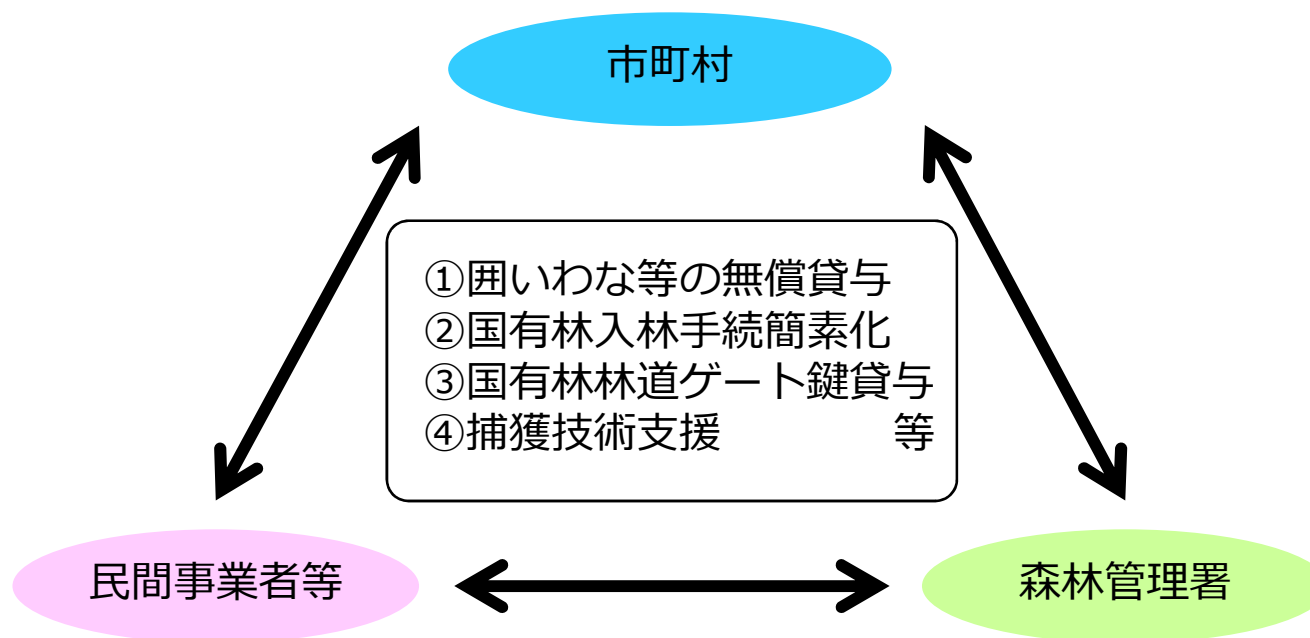 市町村
①囲いわな等の無償貸与
②国有林入林手続簡素化
③国有林林道ゲート鍵貸与
④捕獲技術支援　　　　等
民間事業者等
森林管理署